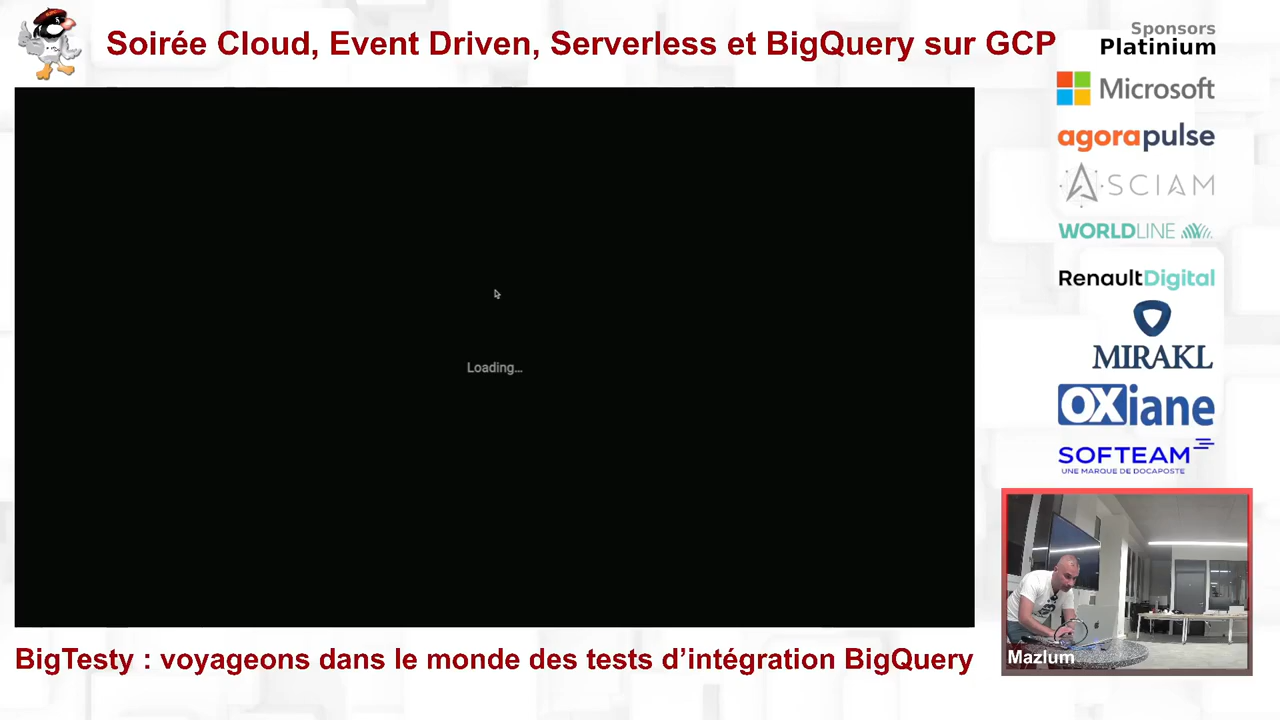 Soirée Cloud, Event Driven, Serverless et BigQuery sur GCP
Sponsors
Platinium
Microsoft
agorapulse
ASCIAM
WORLDLINE
RenaultDigital
MIRAKL
OXiane
SOFTEAM
UNE MARQUE DE DOCAPOSTE
Loading...
Mazlum
BigTesty : voyageons dans le monde des tests d’intégration BigQuery